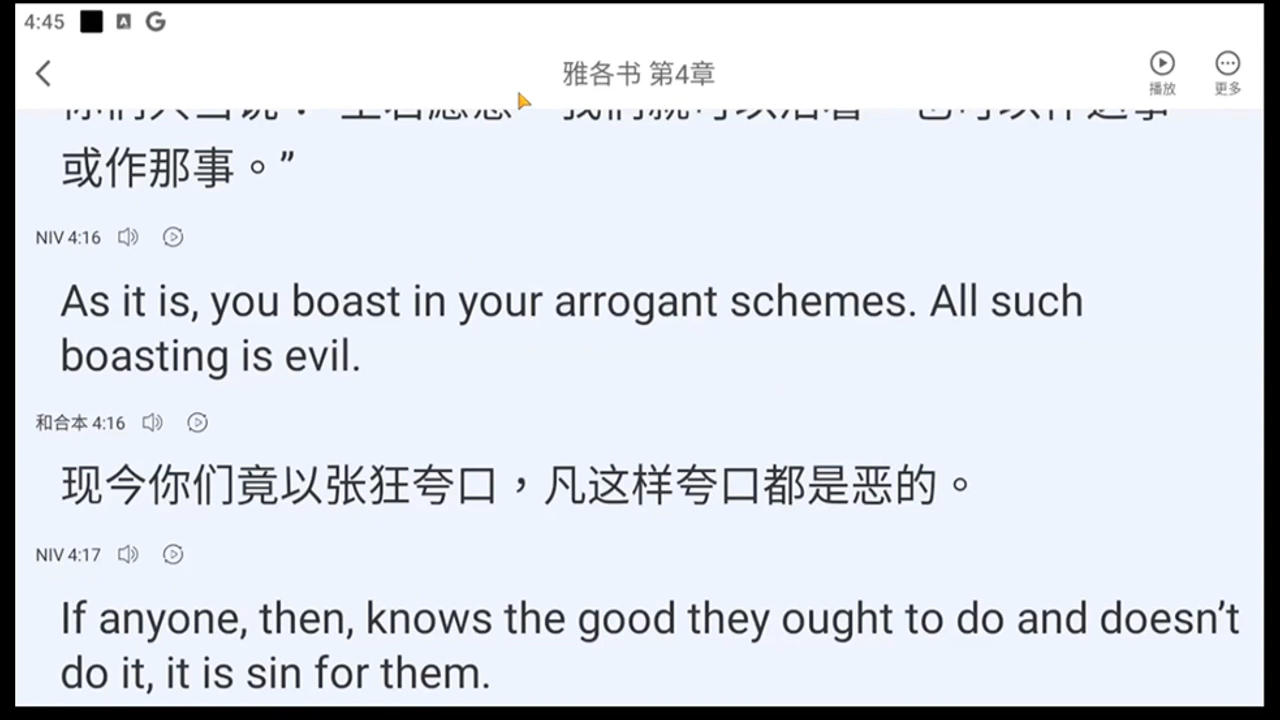 4:45
雅各书 第4章
播放
更多
或作那事。”
NIV 4:16
As it is, you boast in your arrogant schemes. All such
boasting is evil.
和合本 4:16
现今你们竟以张狂夸口，凡这样夸口都是恶的。
NIV 4:17
If anyone, then, knows the good they ought to do and doesn’t
do it, it is sin for them.